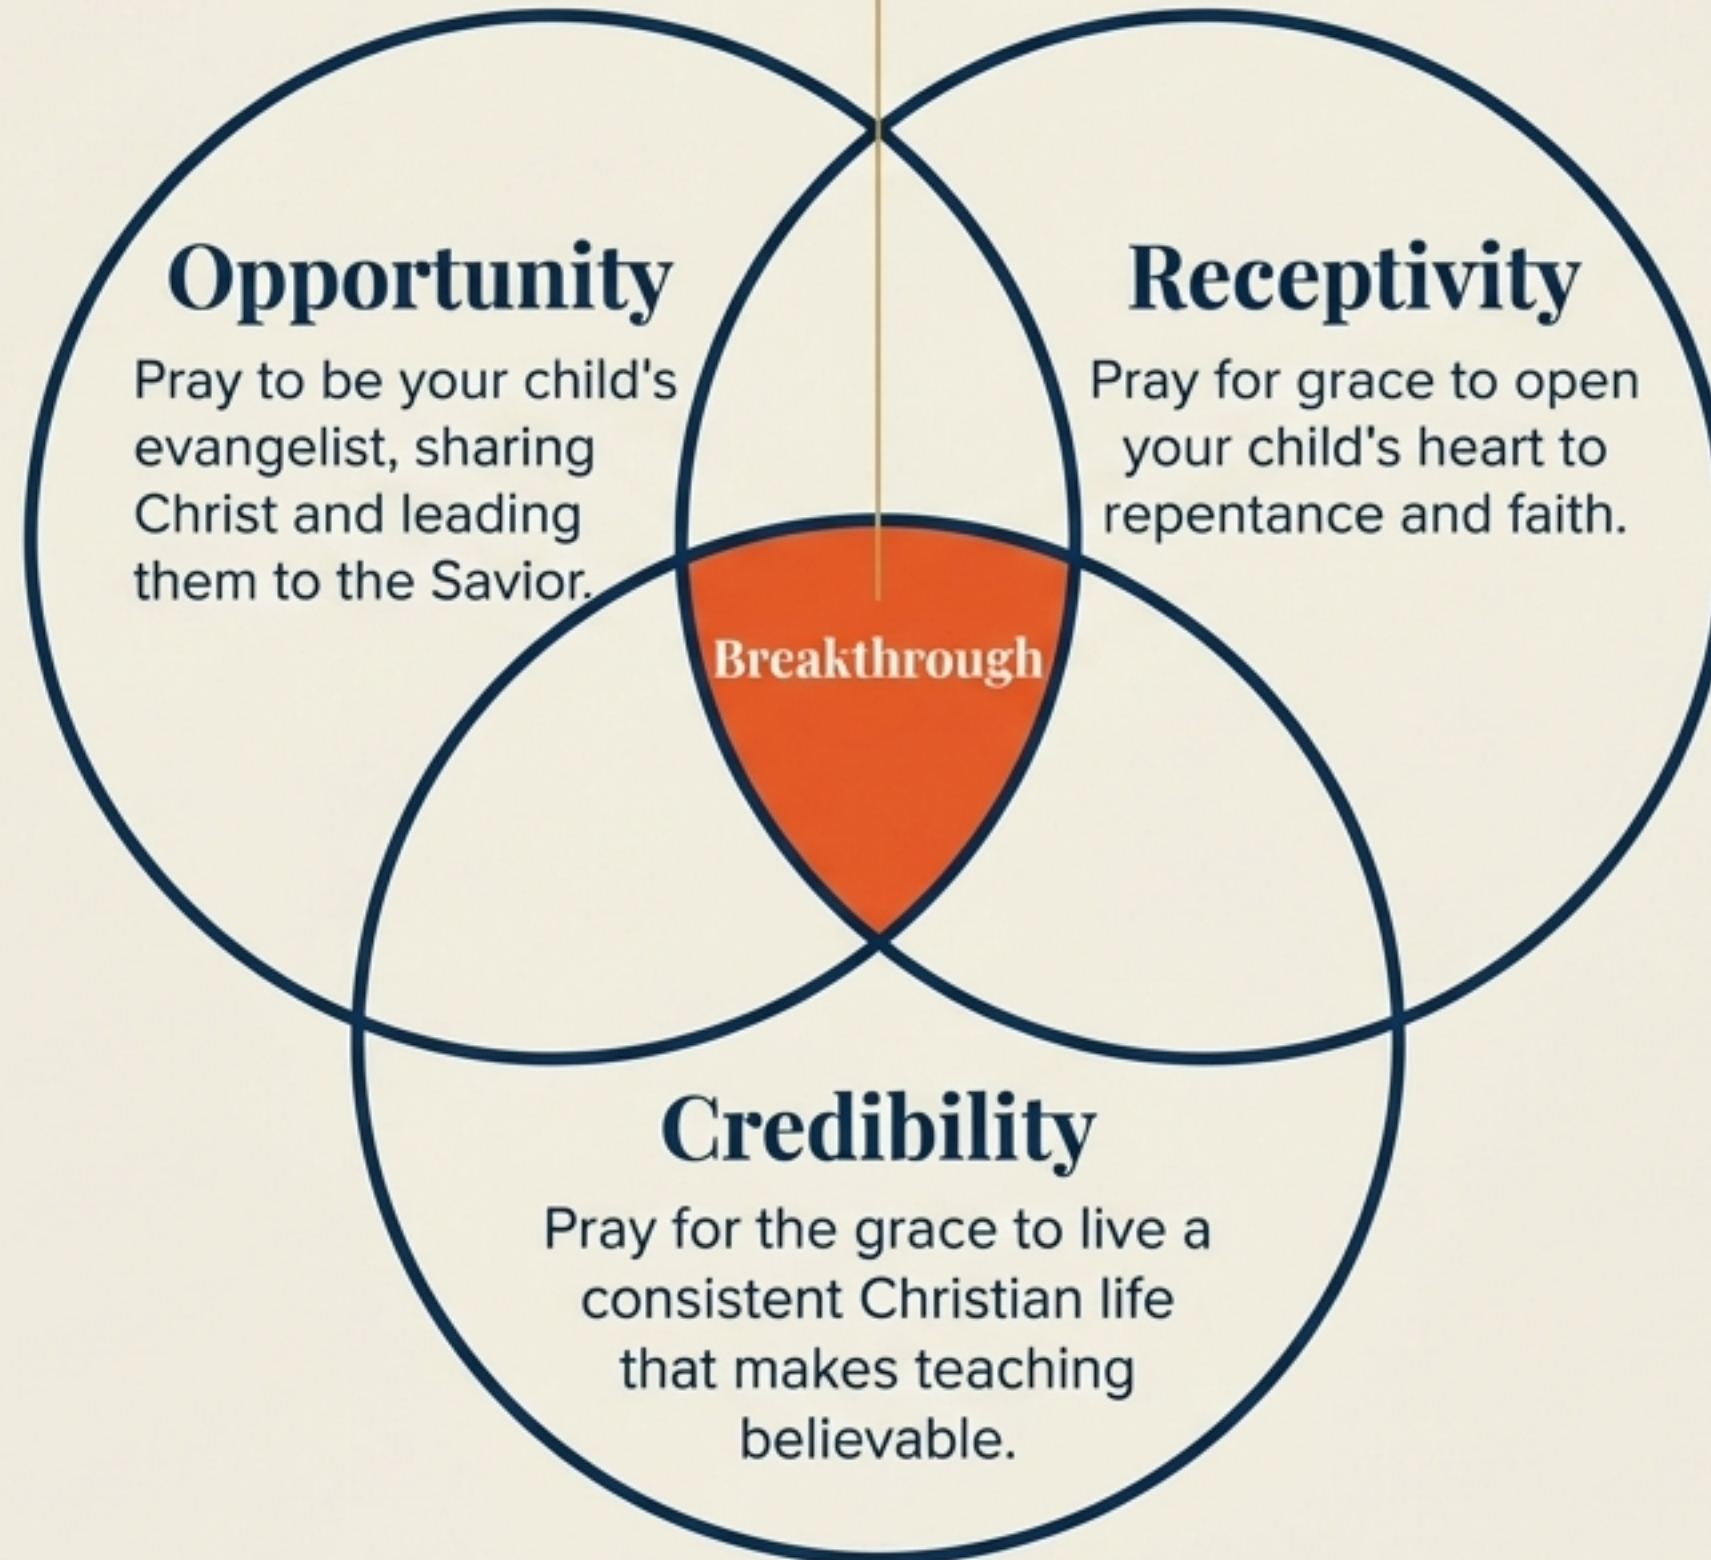 Opportunity
Pray to be your child's
evangelist, sharing
Christ and leading
them to the Savior.
Receptivity
Pray for grace to open
your child's heart to
repentance and faith.
Breakthrough
Credibility
Pray for the grace to live a
consistent Christian life
that makes teaching
believable.